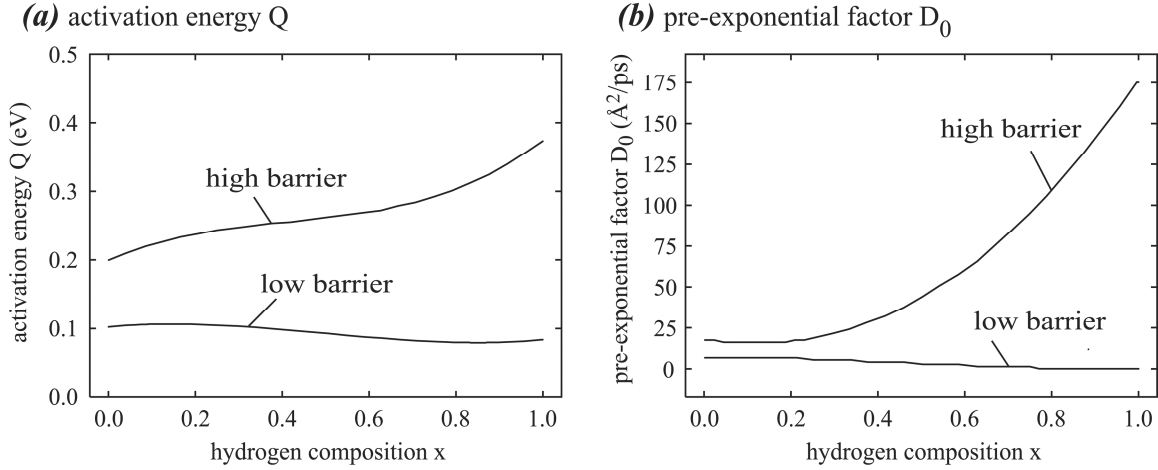 (a) activation energy Q
0.5
0.4
0.3
0.2
0.1
0.0
activation energy Q (eV)
high barrier
low barrier
0.0 0.2 0.4 0.6 0.8 1.0
hydrogen composition x
(b) pre-exponential factor D₀
175
150
125
100
75
50
25
0
pre-exponential factor D₀ (Å²/ps)
high barrier
low barrier
0.0 0.2 0.4 0.6 0.8 1.0
hydrogen composition x